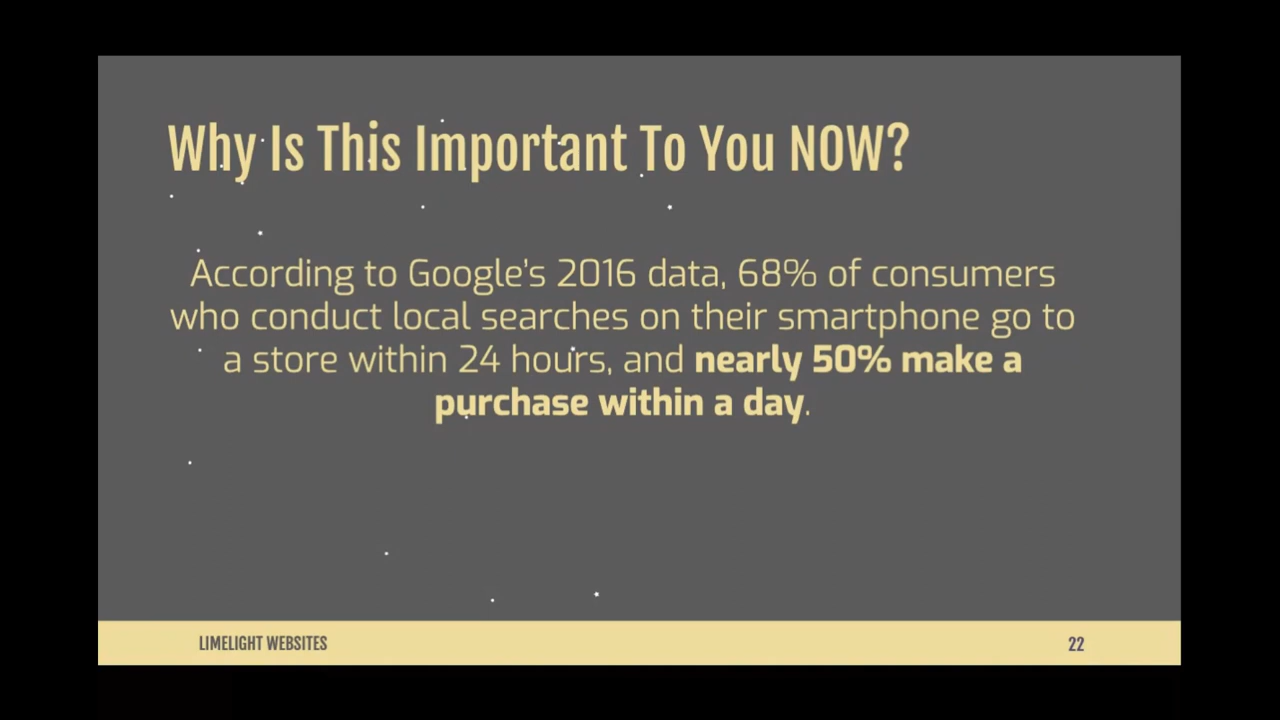 Why Is This Important To You NOW?
According to Google's 2016 data, 68% of consumers
who conduct local searches on their smartphone go to
a store within 24 hours, and nearly 50% make a
purchase within a day.
LIMELIGHT WEBSITES
22